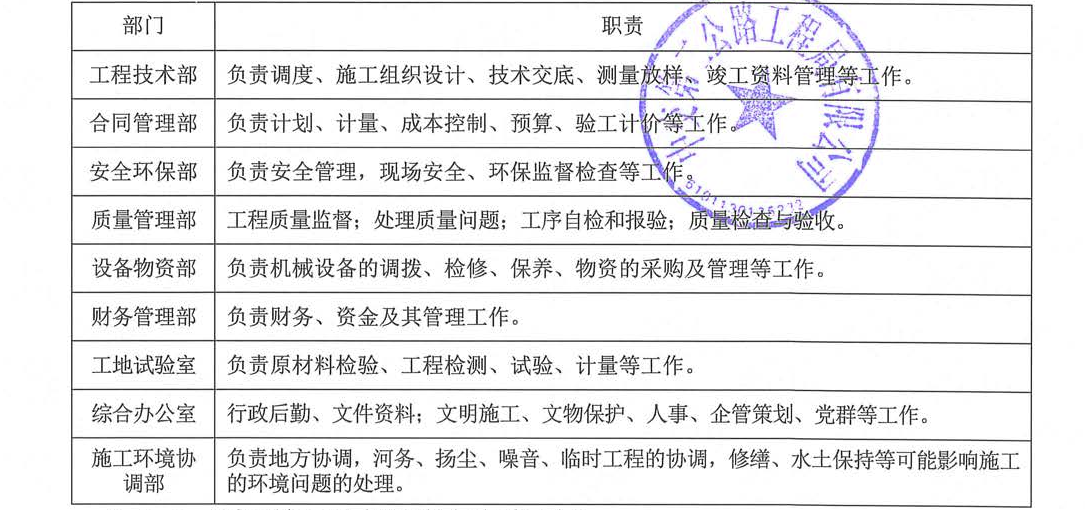 部门 职责
工程技术部 负责调度、施工组织设计、技术交底、测量放样、竣工资料管理等工作。
合同管理部 负责计划、计量、成本控制、预算、验工计价等工作。
安全环保部 负责安全管理，现场安全、环保监督检查等工作。
质量管理部 工程质量监督；处理质量问题；工序自检和报验；质量检查与验收。
设备物资部 负责机械设备的调拨、检修、保养、物资的采购及管理等工作。
财务管理部 负责财务、资金及其管理工作。
工地试验室 负责原材料检验、工程检测、试验、计量等工作。
综合办公室 行政后勤、文件资料；文明施工、文物保护、人事、企管策划、党群等工作。
施工环境协 负责地方协调，河务、扬尘、噪音、临时工程的协调，修缮、水土保持等可能影响施工
调部 的环境问题的处理。
公路工程局有限公司